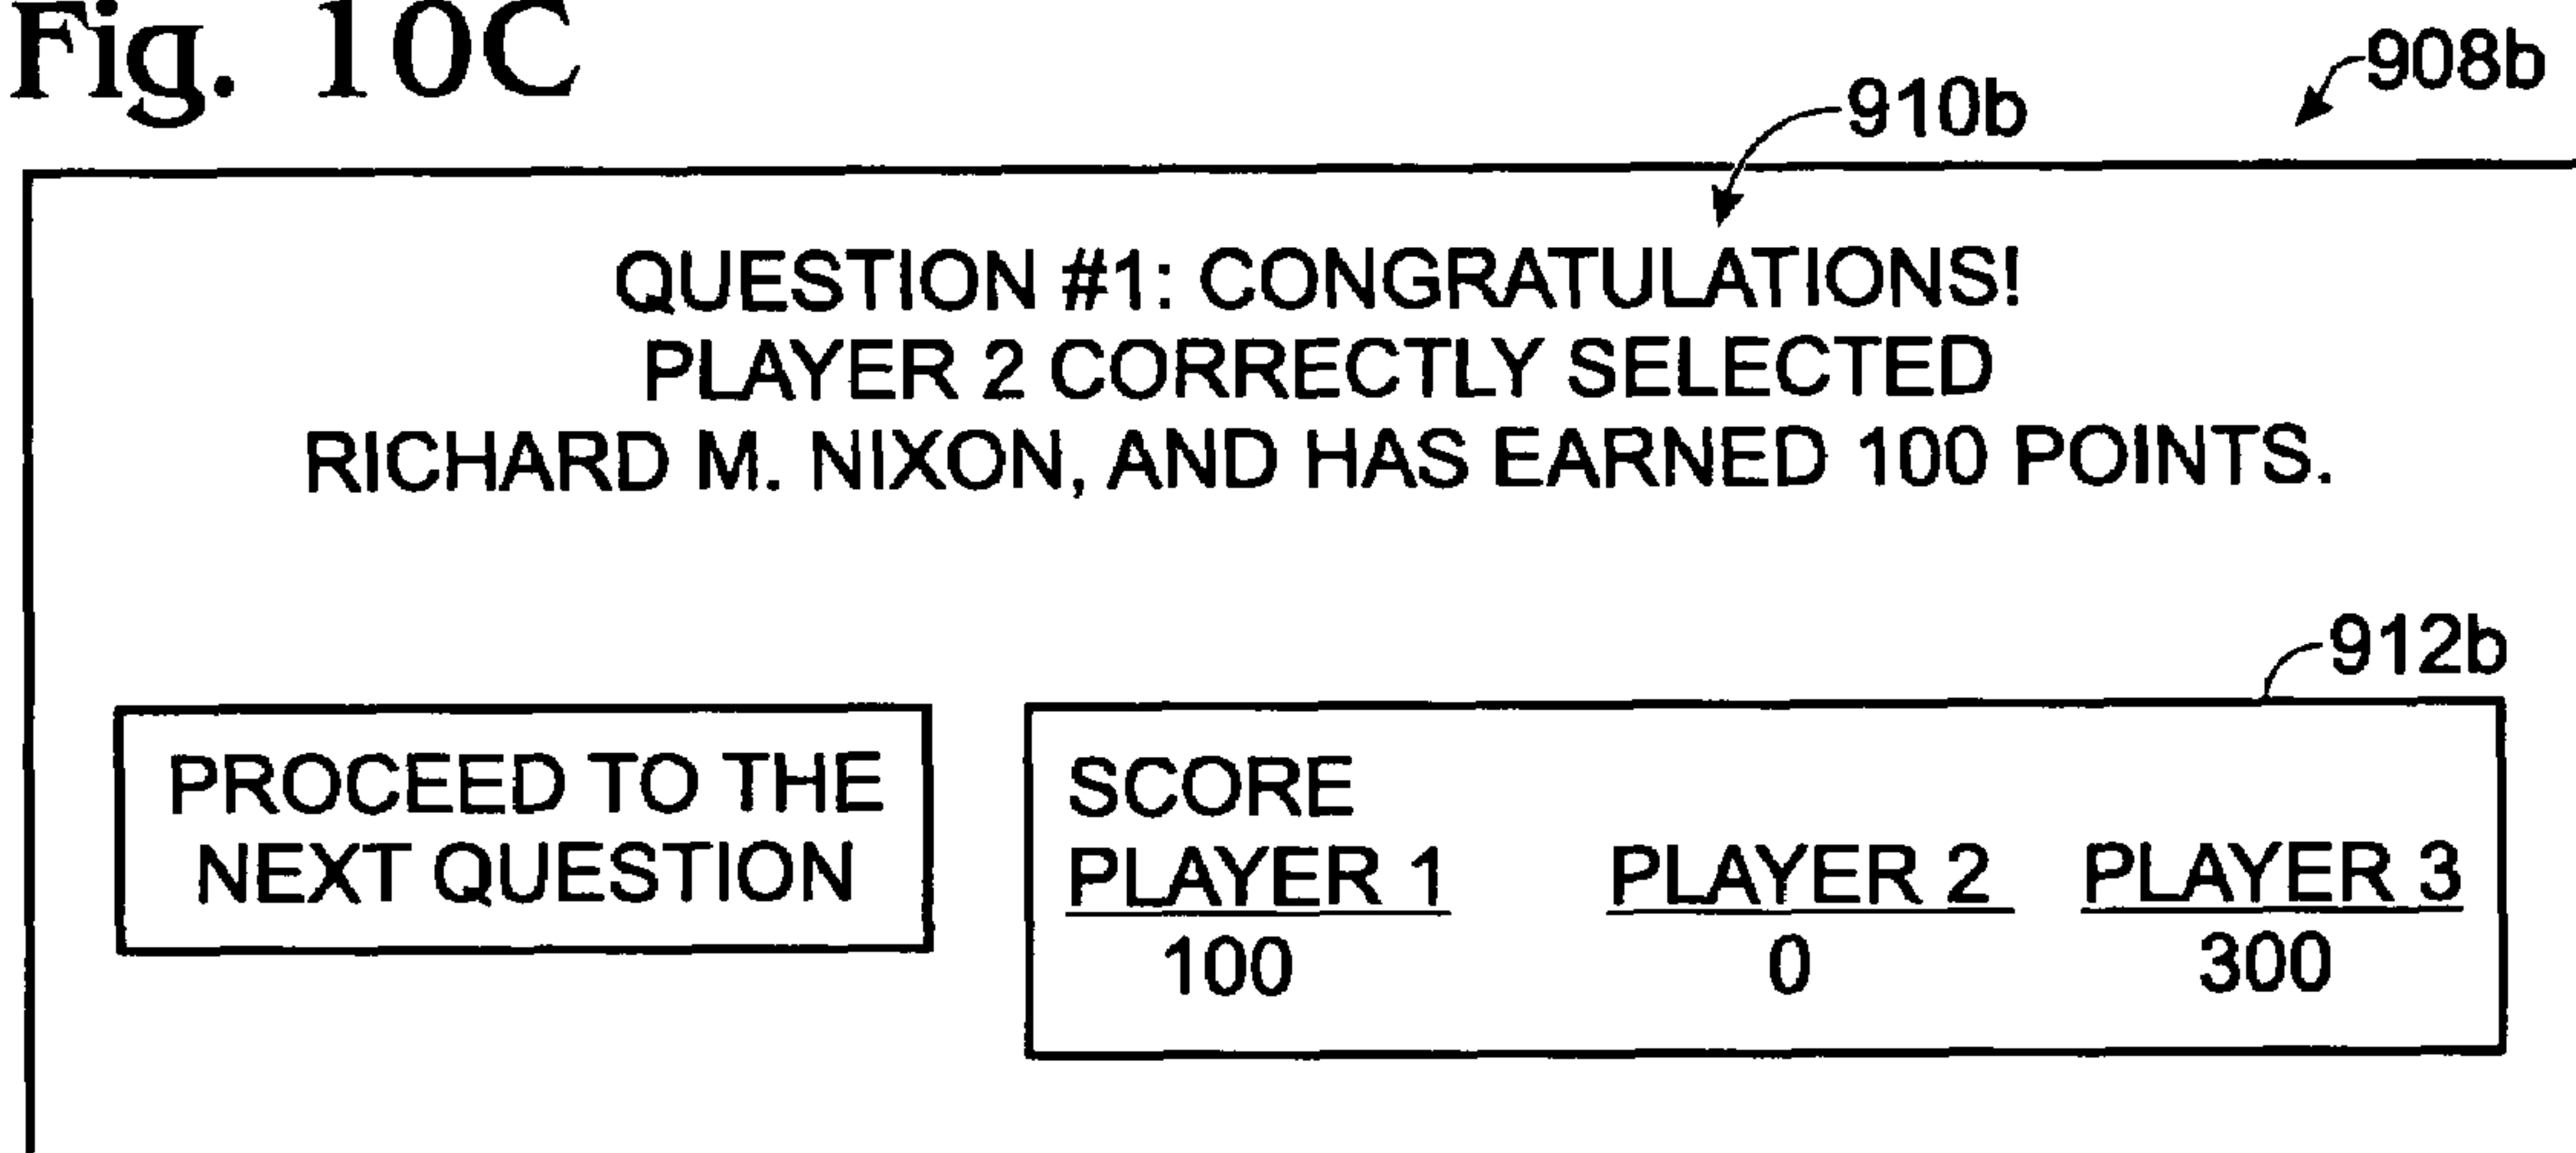 Fig. 10C
908b
910b
QUESTION #1: CONGRATULATIONS!
PLAYER 2 CORRECTLY SELECTED
RICHARD M. NIXON, AND HAS EARNED 100 POINTS.
912b
PROCEED TO THE
NEXT QUESTION
SCORE
PLAYER 1 PLAYER 2 PLAYER 3
100 0 300